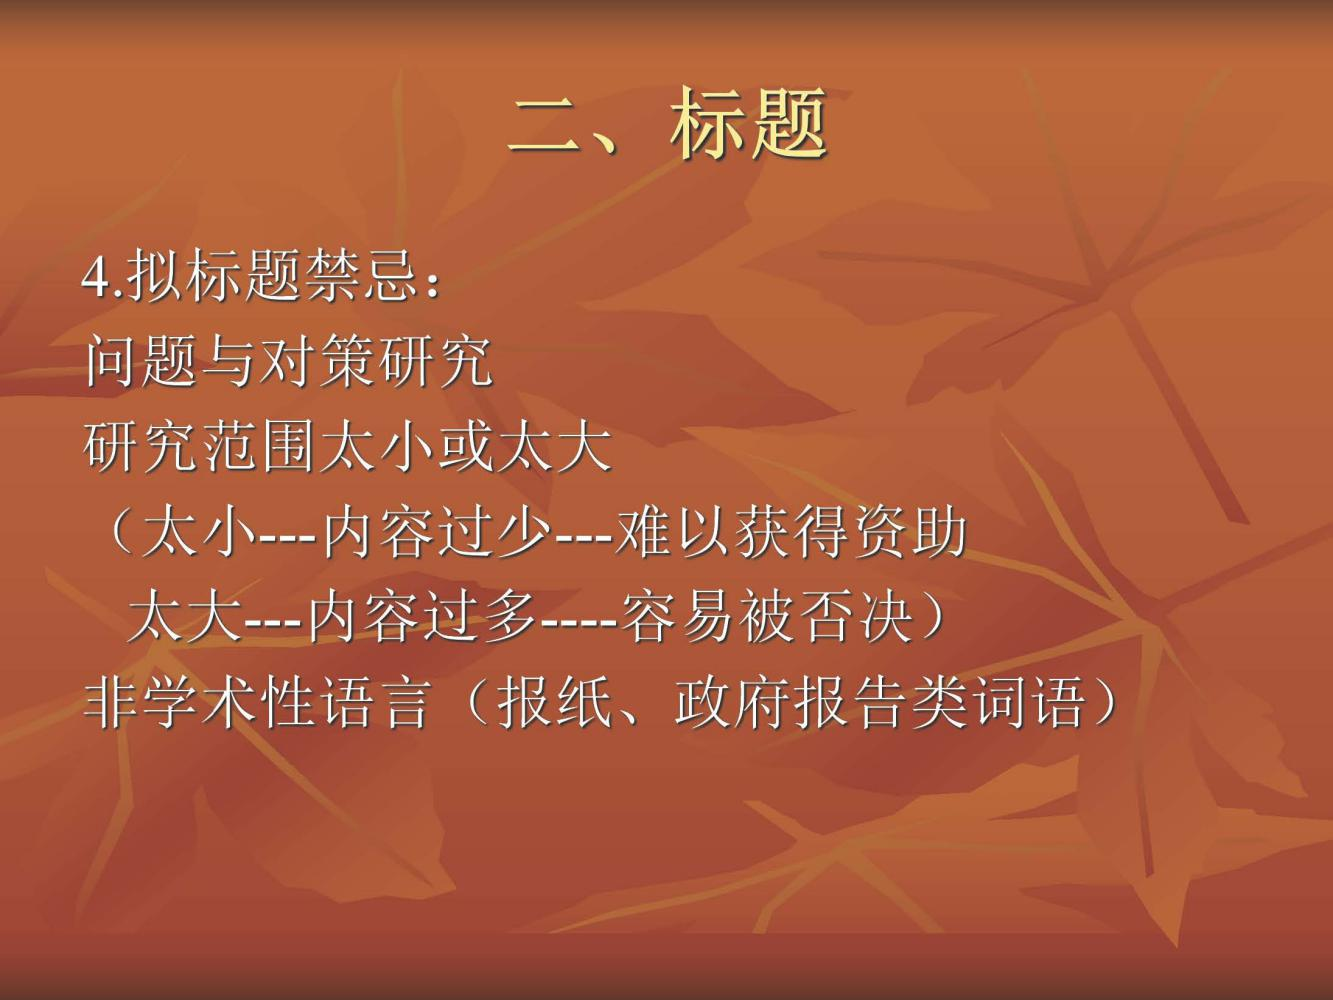 二、标题
4.拟标题禁忌：
问题与对策研究
研究范围太小或太大
（太小---内容过少---难以获得资助
太大---内容过多----容易被否决）
非学术性语言（报纸、政府报告类词语）